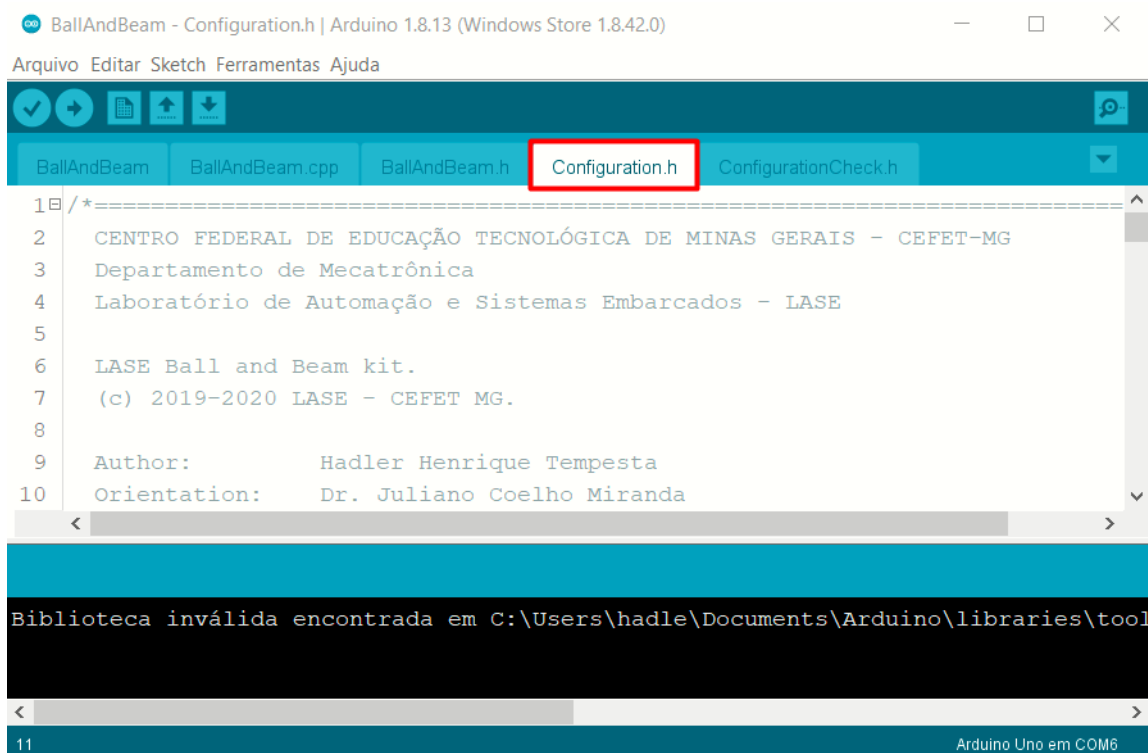 BallAndBeam - Configuration.h | Arduino 1.8.13 (Windows Store 1.8.42.0)
Arquivo Editar Sketch Ferramentas Ajuda
BallAndBeam BallAndBeam.cpp BallAndBeam.h Configuration.h ConfigurationCheck.h
1 /*=========================================================================
2 CENTRO FEDERAL DE EDUCAÇÃO TECNOLÓGICA DE MINAS GERAIS - CEFET-MG
3 Departamento de Mecatrônica
4 Laboratório de Automação e Sistemas Embarcados - LASE
5
6 LASE Ball and Beam kit.
7 (c) 2019-2020 LASE - CEFET MG.
8
9 Author: Hadler Henrique Tempesta
10 Orientation: Dr. Juliano Coelho Miranda
Biblioteca inválida encontrada em C:\Users\hadle\Documents\Arduino\libraries\tool
11 Arduino Uno em COM6